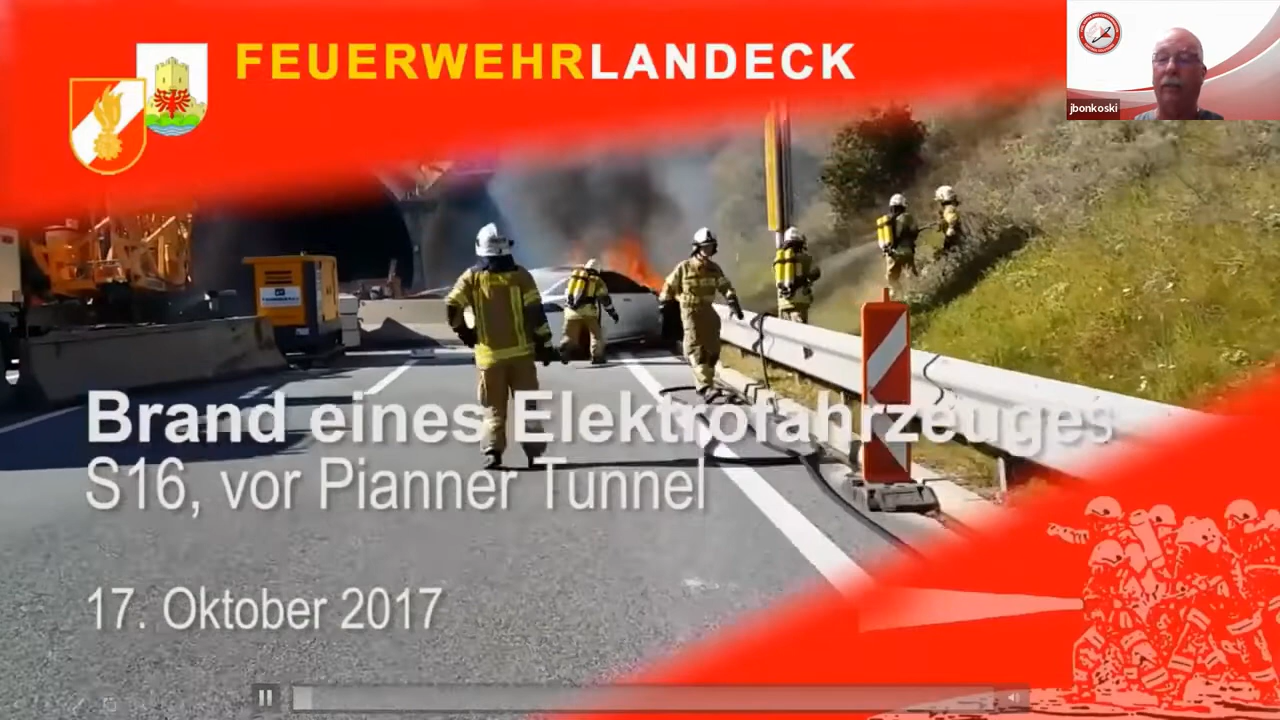 FEUERWEHRLANDECK
jbonkoski
Brand eines Elektrofahrzeuges
S16, vor Pianner Tunnel
17. Oktober 2017